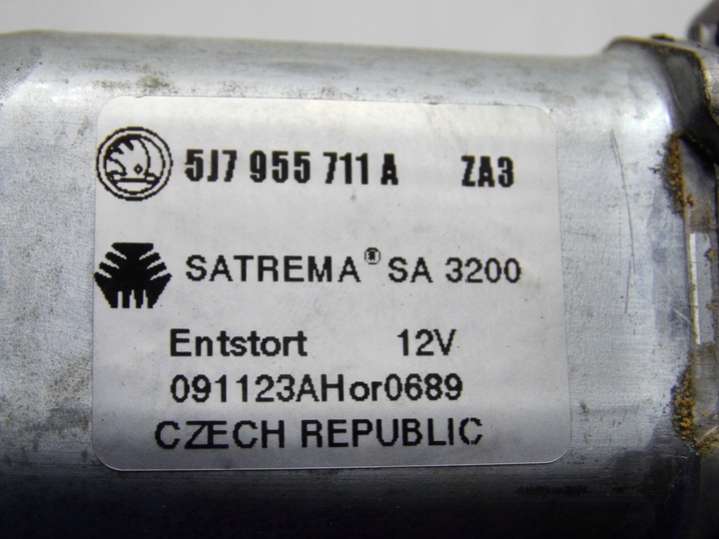 5J7 955 711 A ZA3
SATREMA® SA 3200
Entstort 12V
091123AHor0689
CZECH REPUBLIC